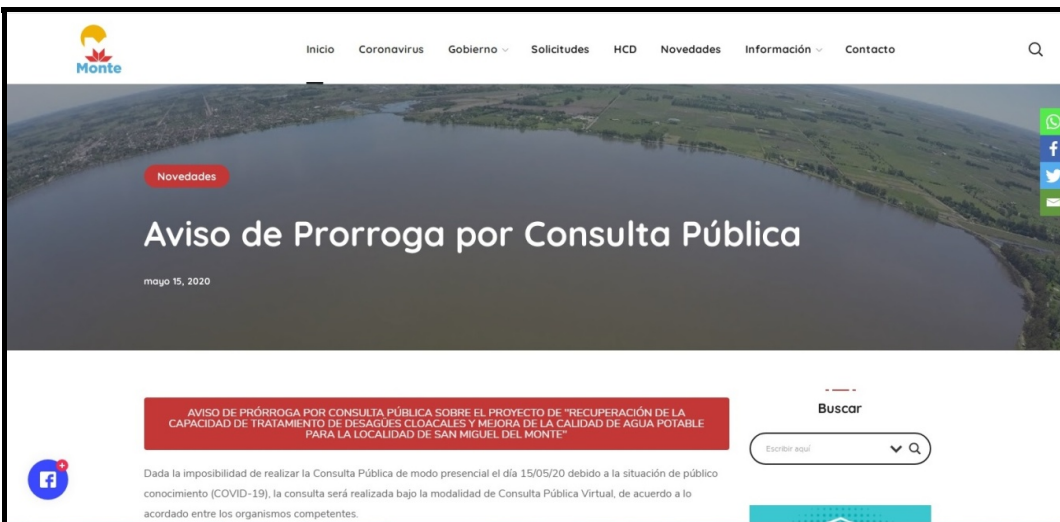 Monte
Inicio Coronavirus Gobierno Solicitudes HCD Novedades Información Contacto
Novedades
Aviso de Prorroga por Consulta Pública
mayo 15, 2020
AVISO DE PRÓRROGA POR CONSULTA PÚBLICA SOBRE EL PROYECTO DE "RECUPERACIÓN DE LA
CAPACIDAD DE TRATAMIENTO DE DESAGÜES CLOACALES Y MEJORA DE LA CALIDAD DE AGUA POTABLE
PARA LA LOCALIDAD DE SAN MIGUEL DEL MONTE"
Dada la imposibilidad de realizar la Consulta Pública de modo presencial el día 15/05/20 debido a la situación de público
conocimiento (COVID-19), la consulta será realizada bajo la modalidad de Consulta Pública Virtual, de acuerdo a lo
acordado entre los organismos competentes.
Buscar
Escribir aquí